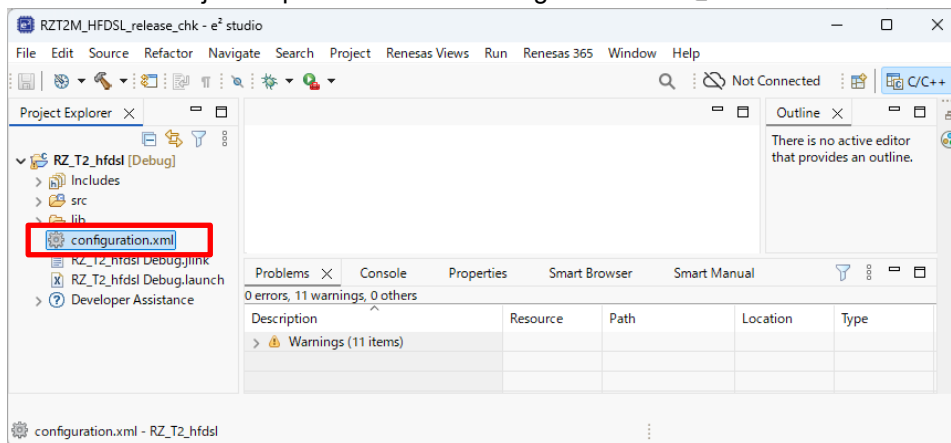 RZT2M_HFDSL_release_chk - e² studio
File Edit Source Refactor Navigate Search Project Renesas Views Run Renesas 365 Window Help
Not Connected C/C++
Project Explorer
RZ_T2_hfdsl [Debug]
Includes
src
lib
configuration.xml
RZ_T2_hfdsl Debug.jlink
RZ_T2_hfdsl Debug.launch
Developer Assistance
Outline
There is no active editor
that provides an outline.
Problems Console Properties Smart Browser Smart Manual
0 errors, 11 warnings, 0 others
Description Resource Path Location Type
Warnings (11 items)
configuration.xml - RZ_T2_hfdsl